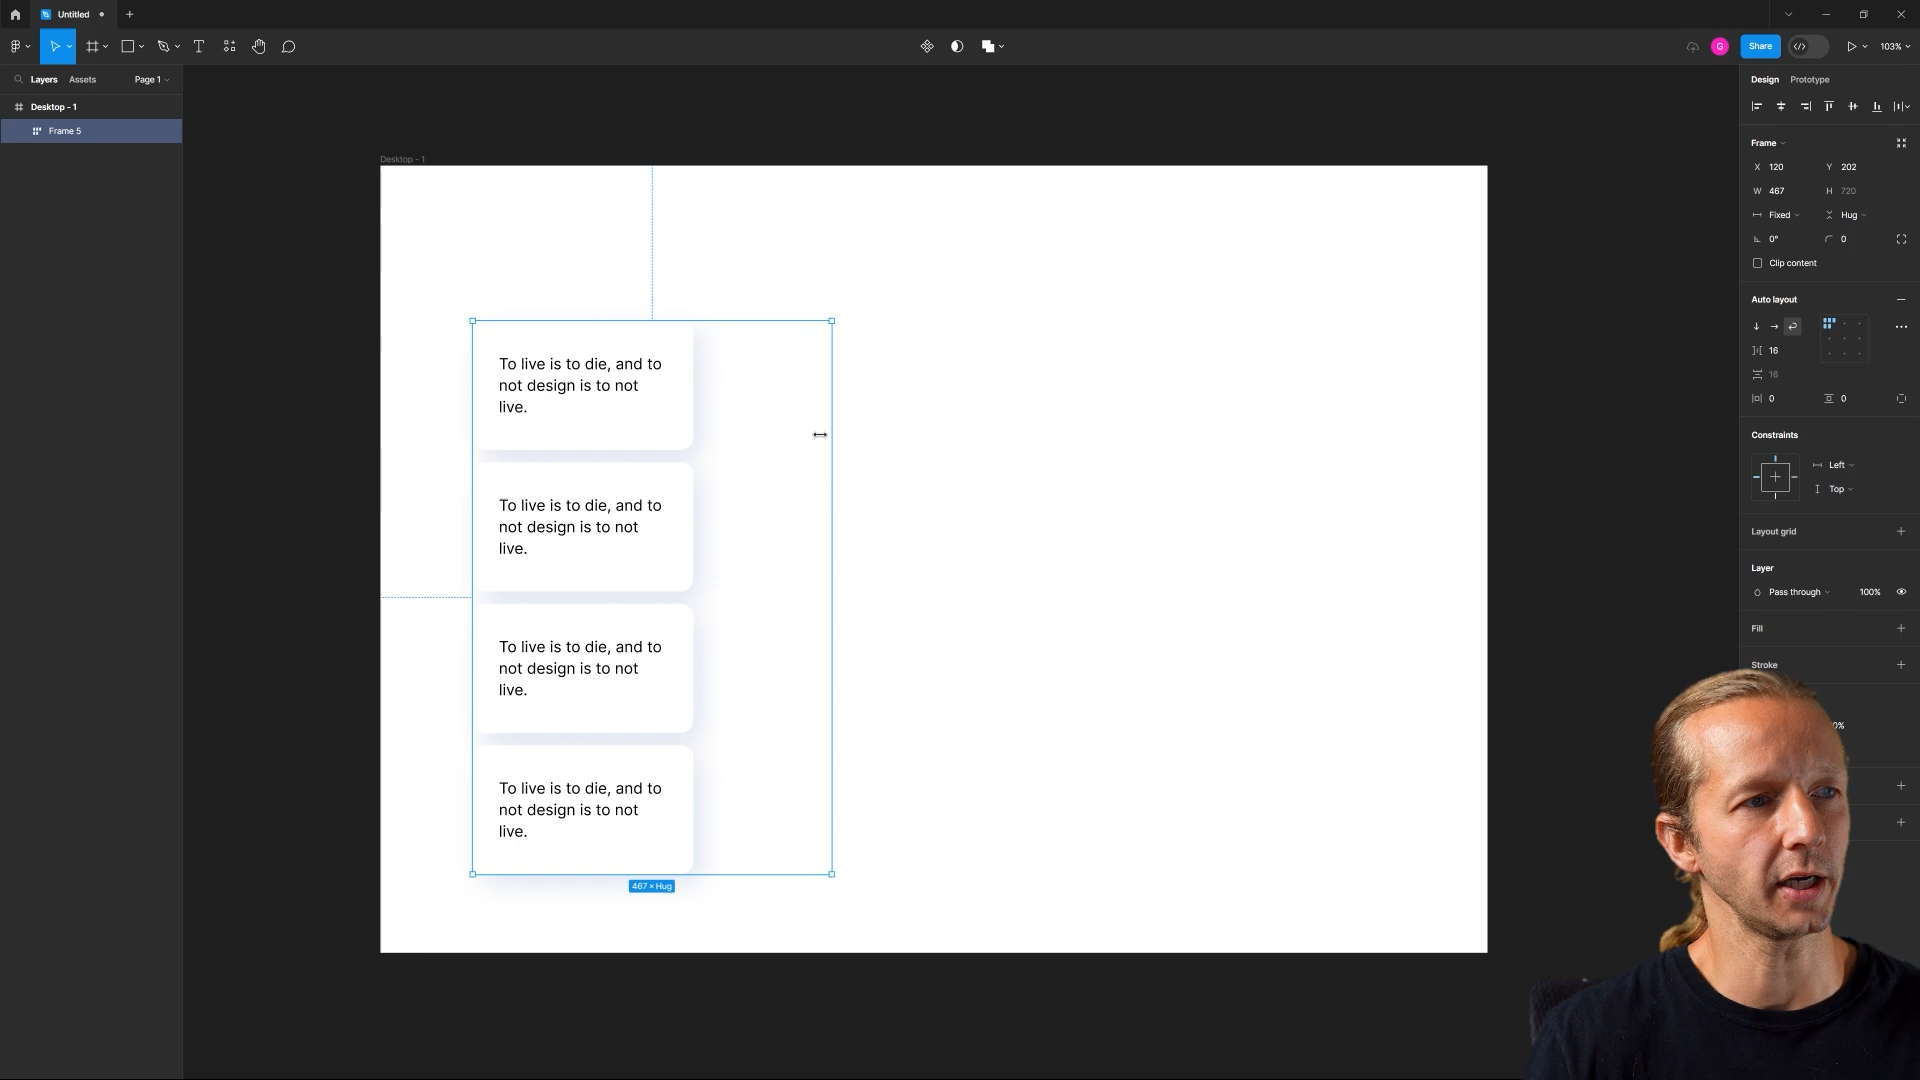 Untitled
Share
103%
G
Layers
Assets
Page 1
Desktop - 1
Frame 5
Desktop - 1
To live is to die, and to
not design is to not
live.
To live is to die, and to
not design is to not
live.
To live is to die, and to
not design is to not
live.
To live is to die, and to
not design is to not
live.
467 × Hug
Design
Prototype
Frame
X 120
Y 202
W 467
H 720
Fixed
Hug
0°
0
Clip content
Auto layout
16
16
0
0
Constraints
Left
Top
Layout grid
Layer
Pass through
100%
Fill
Stroke
0%